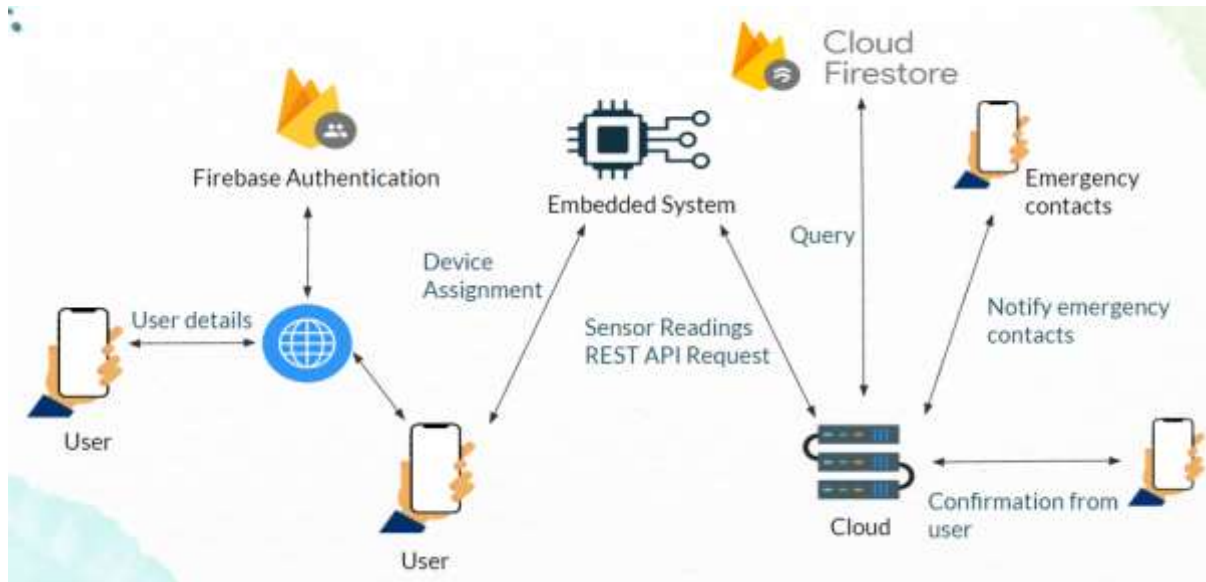 Cloud
Firestore
Firebase Authentication
Embedded System
Emergency
contacts
Query
Device
Assignment
User details
Sensor Readings
REST API Request
Notify emergency
contacts
User
Confirmation from
user
Cloud
User